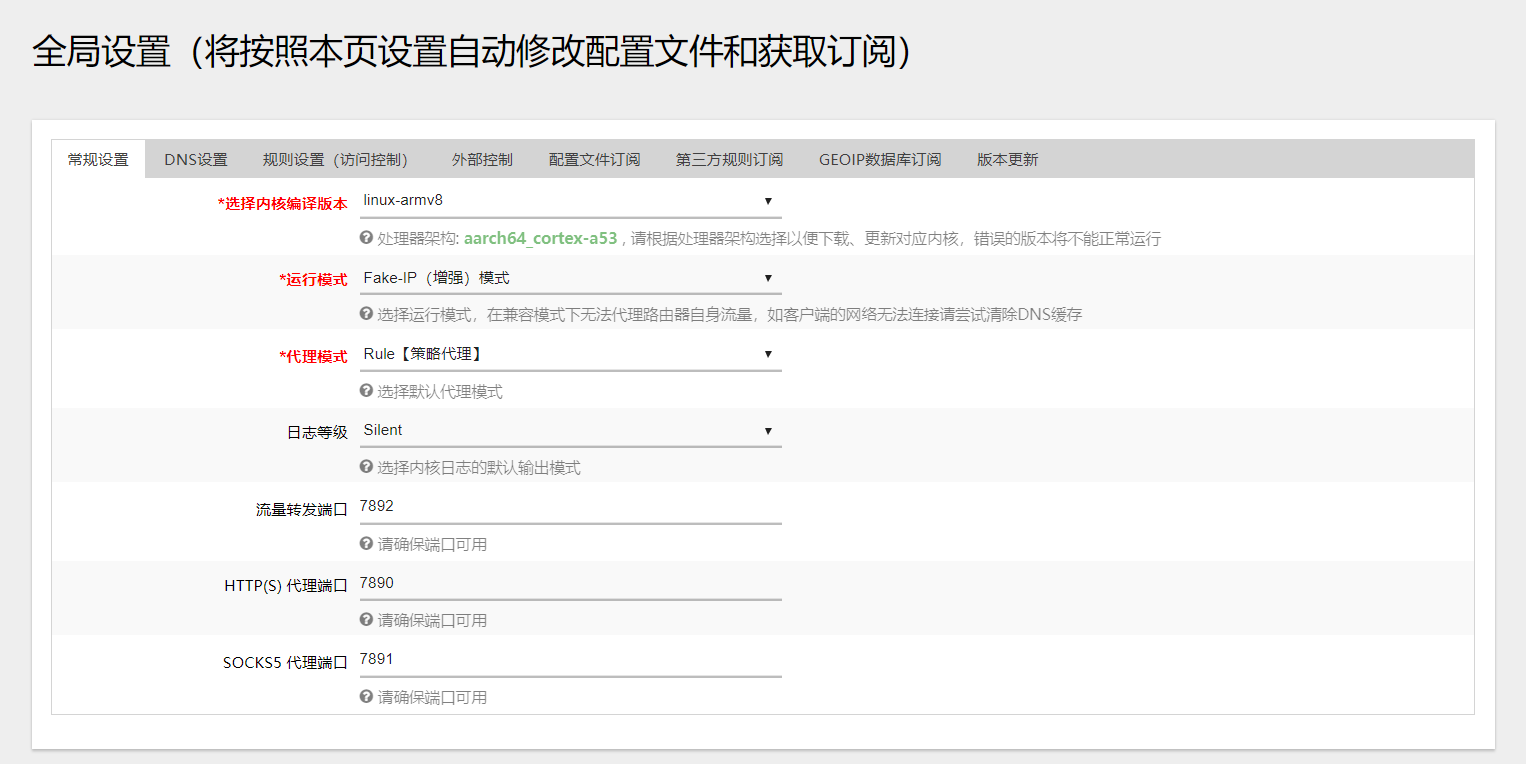 全局设置（将按照本页设置自动修改配置文件和获取订阅）
常规设置 DNS设置 规则设置（访问控制） 外部控制 配置文件订阅 第三方规则订阅 GEOIP数据库订阅 版本更新
*选择内核编译版本 linux-armv8
处理器架构: aarch64_cortex-a53 , 请根据处理器架构选择以便下载、更新对应内核，错误的版本将不能正常运行
*运行模式 Fake-IP（增强）模式
选择运行模式，在兼容模式下无法代理路由器自身流量，如客户端的网络无法连接请尝试清除DNS缓存
*代理模式 Rule【策略代理】
选择默认代理模式
日志等级 Silent
选择内核日志的默认输出模式
流量转发端口 7892
请确保端口可用
HTTP(S) 代理端口 7890
请确保端口可用
SOCKS5 代理端口 7891
请确保端口可用